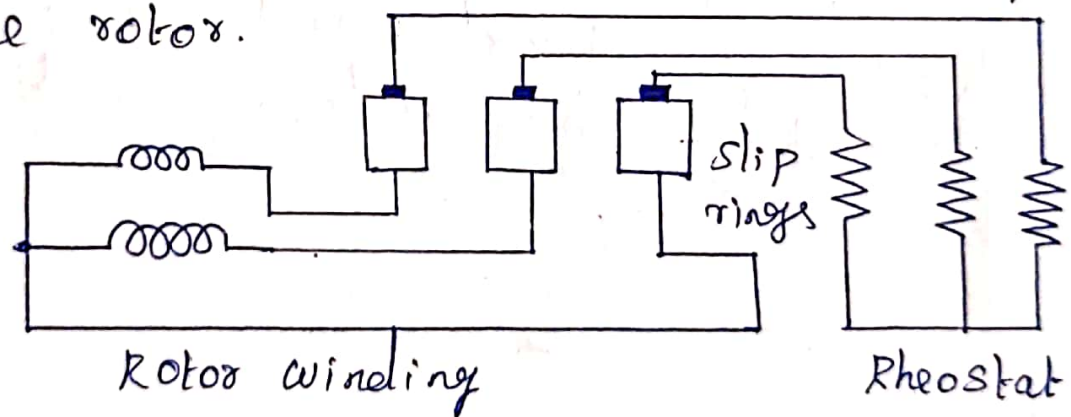 e rotor.
Slip
rings
Rotor winding
Rheostat